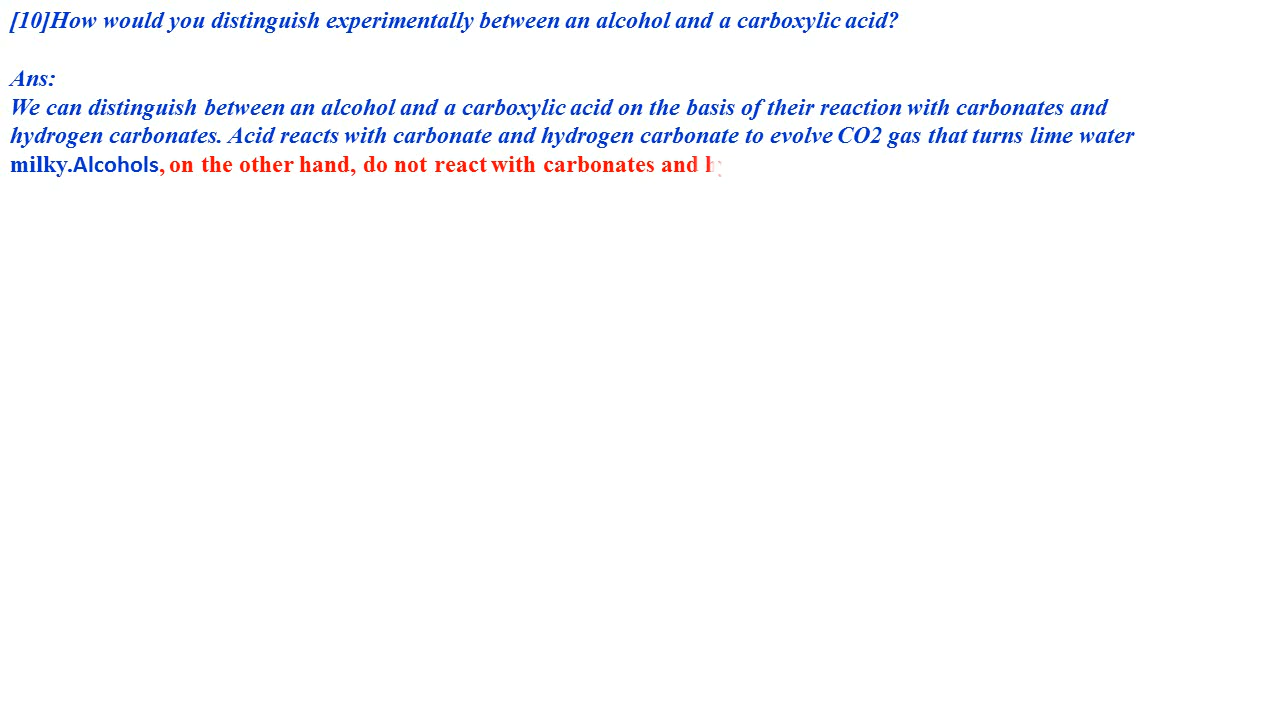 [10]How would you distinguish experimentally between an alcohol and a carboxylic acid?
Ans:
We can distinguish between an alcohol and a carboxylic acid on the basis of their reaction with carbonates and
hydrogen carbonates. Acid reacts with carbonate and hydrogen carbonate to evolve CO2 gas that turns lime water
milky.Alcohols, on the other hand, do not react with carbonates and